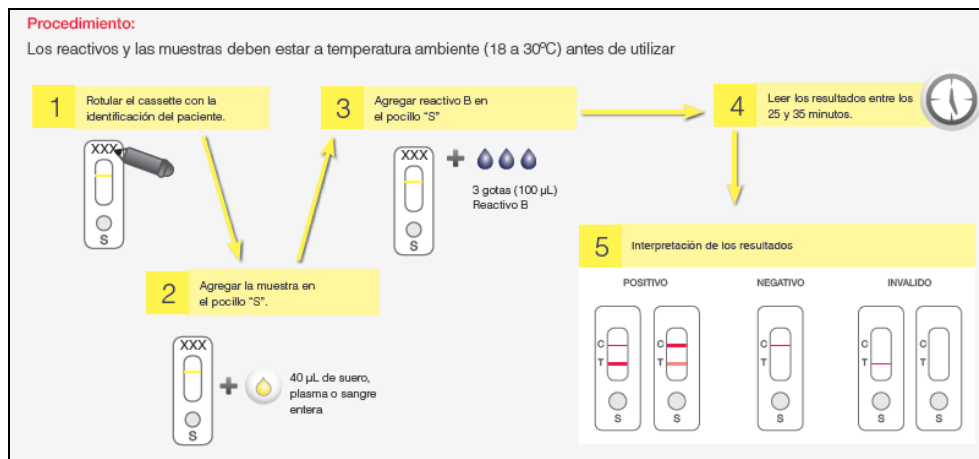 Procedimiento:
Los reactivos y las muestras deben estar a temperatura ambiente (18 a 30ºC) antes de utilizar
1
Rotular el cassette con la
identificación del paciente.
XXX
S
2
Agregar la muestra en
el pocillo "S".
XXX
S
+
40 µL de suero,
plasma o sangre
entera
3
Agregar reactivo B en
el pocillo "S"
XXX
S
+
3 gotas (100 µL)
Reactivo B
4
Leer los resultados entre los
25 y 35 minutos.
5
Interpretación de los resultados
POSITIVO
C
T
S
C
T
S
NEGATIVO
C
T
S
INVALIDO
C
T
S
C
T
S